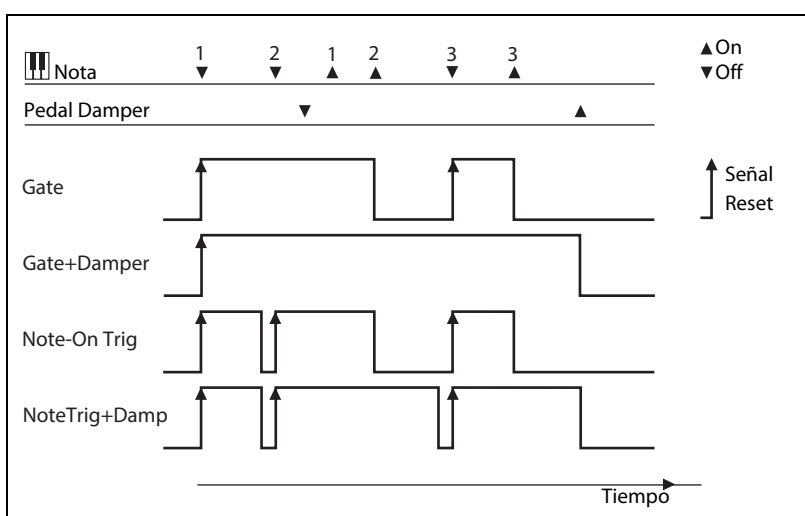 1 2 1 2 3 3
▲On
Nota
▼Off
Pedal Damper
Gate
Señal
Reset
Gate+Damper
Note-On Trig
NoteTrig+Damp
Tiempo